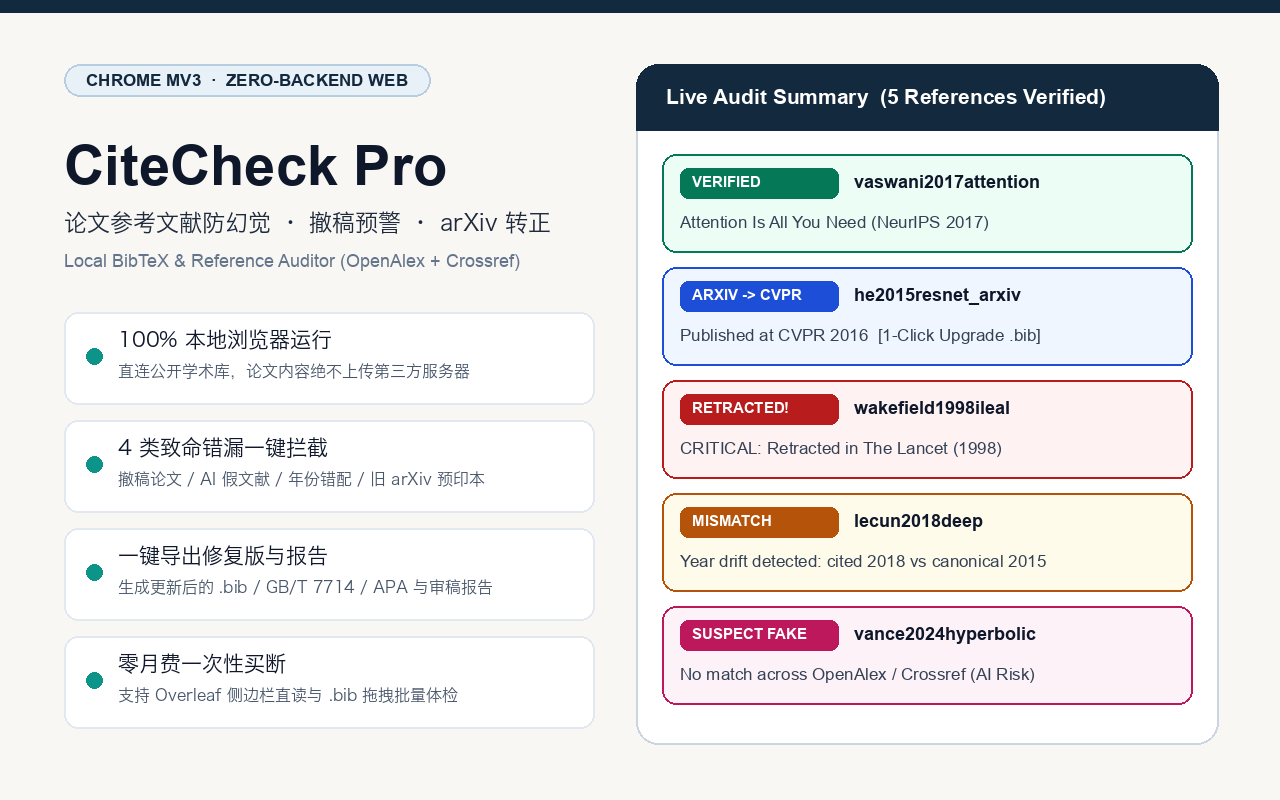 CHROME MV3 · ZERO-BACKEND WEB
CiteCheck Pro
论文参考文献防幻觉 · 撤稿预警 · arXiv 转正
Local BibTeX & Reference Auditor (OpenAlex + Crossref)
100% 本地浏览器运行
直连公开学术库，论文内容绝不上传第三方服务器
4 类致命错漏一键拦截
撤稿论文 / AI 假文献 / 年份错配 / 旧 arXiv 预印本
一键导出修复版与报告
生成更新后的 .bib / GB/T 7714 / APA 与审稿报告
零月费一次性买断
支持 Overleaf 侧边栏直读与 .bib 拖拽批量体检
Live Audit Summary (5 References Verified)
VERIFIED vaswani2017attention
Attention Is All You Need (NeurIPS 2017)
ARXIV -> CVPR he2015resnet_arxiv
Published at CVPR 2016 [1-Click Upgrade .bib]
RETRACTED! wakefield1998ileal
CRITICAL: Retracted in The Lancet (1998)
MISMATCH lecun2018deep
Year drift detected: cited 2018 vs canonical 2015
SUSPECT FAKE vance2024hyperbolic
No match across OpenAlex / Crossref (AI Risk)